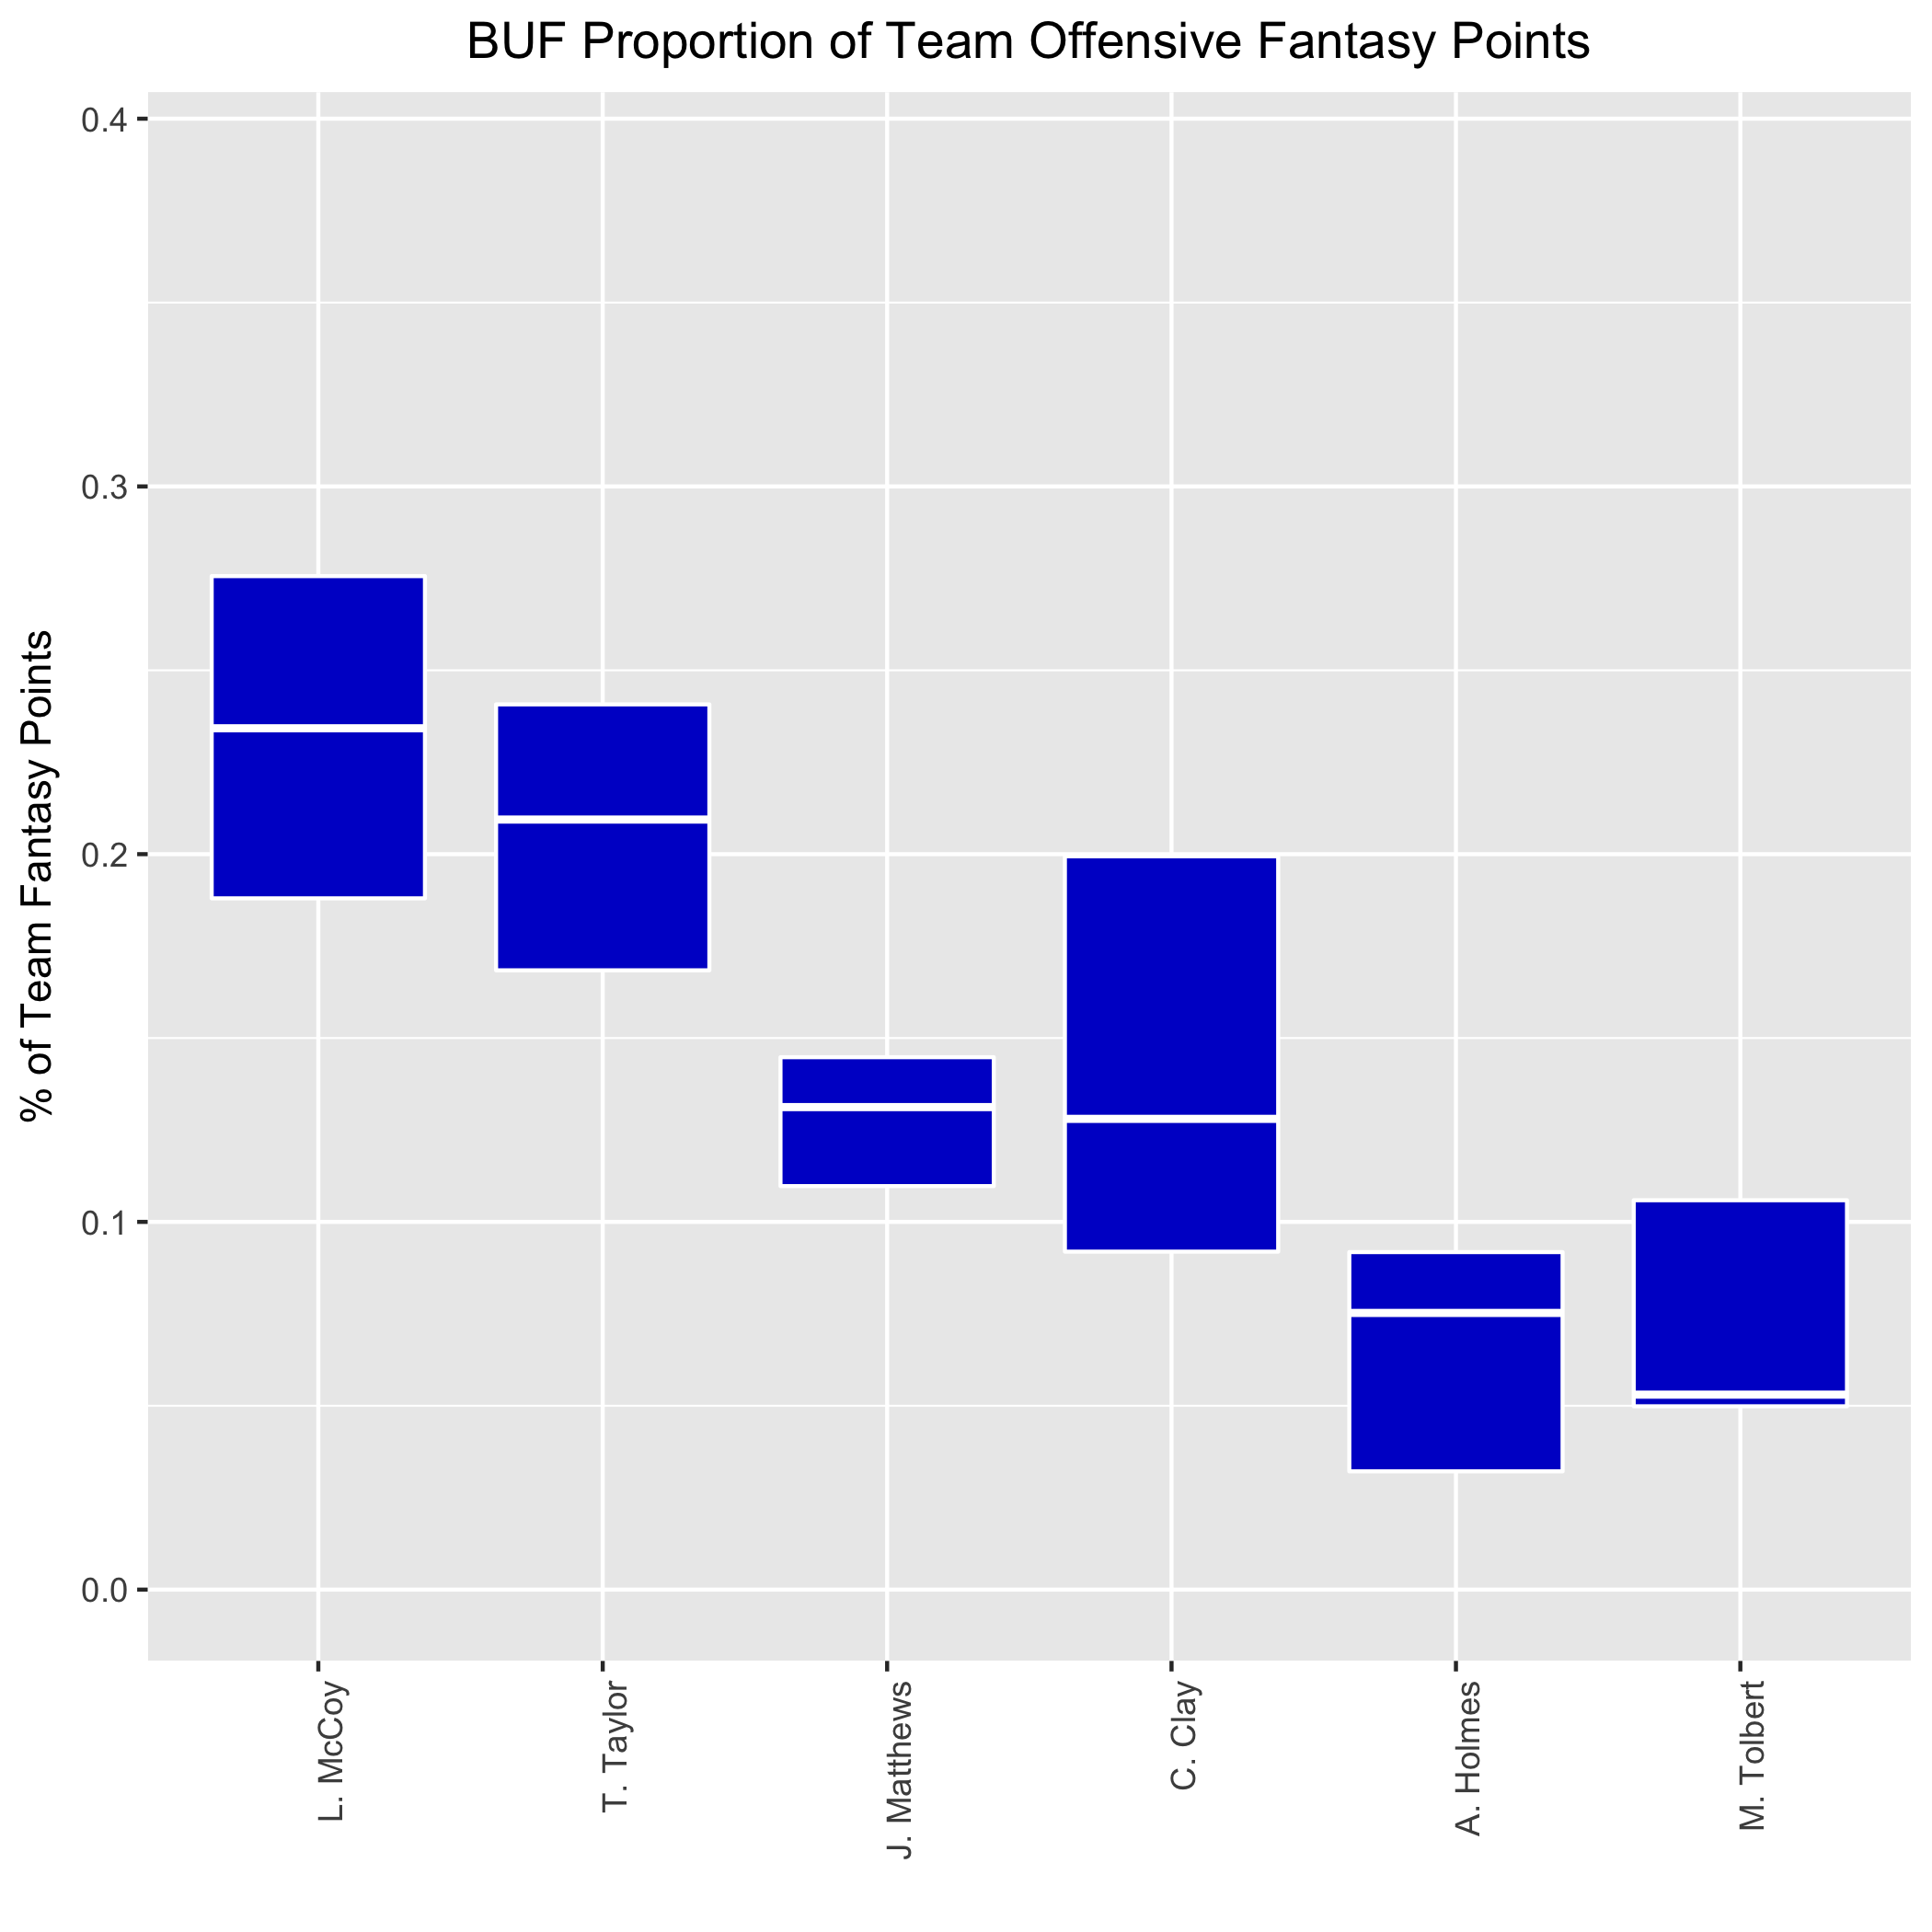 BUF Proportion of Team Offensive Fantasy Points
% of Team Fantasy Points
0.4
0.3
0.2
0.1
0.0
L. McCoy
T. Taylor
J. Matthews
C. Clay
A. Holmes
M. Tolbert